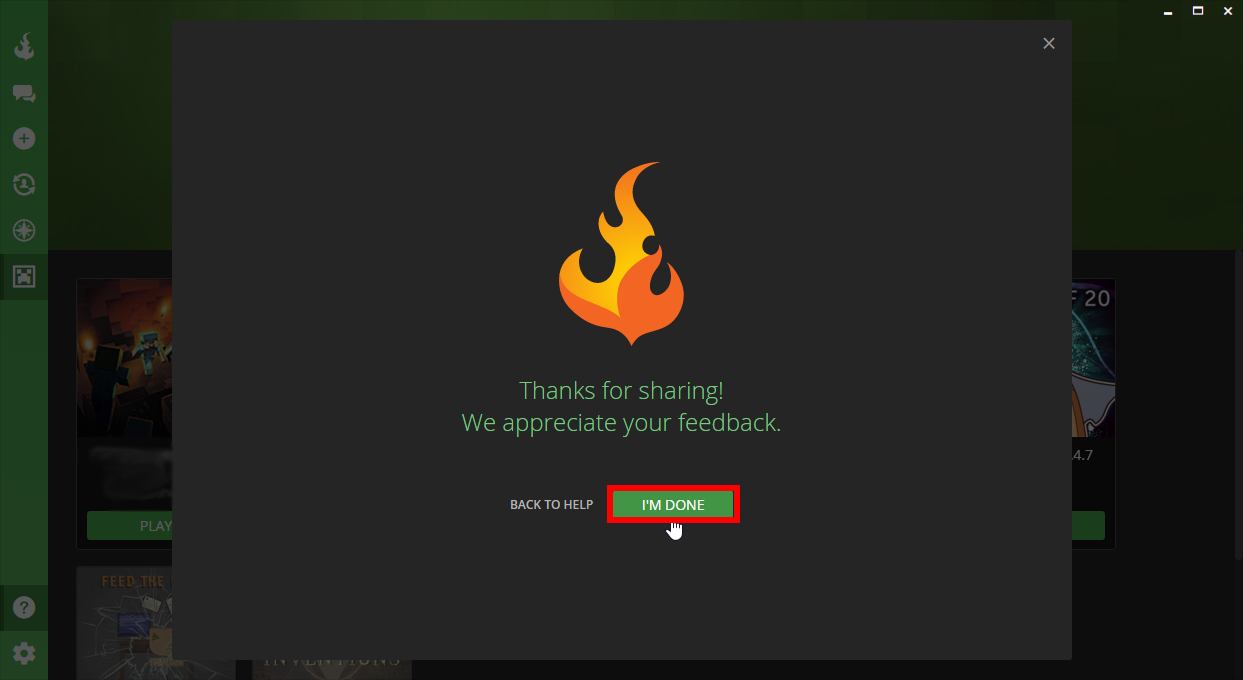 Thanks for sharing!
We appreciate your feedback.
BACK TO HELP
I'M DONE
PLAY
F 20
.4.7
FEED THE
INVENTIONS